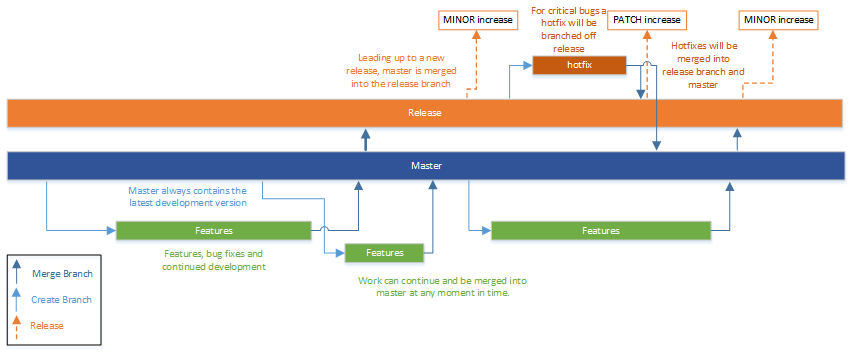 MINOR increase
For critical bugs a
hotfix will be
branched off
release
PATCH increase
MINOR increase
Leading up to a new
release, master is merged
into the release branch
hotfix
Hotfixes will be
merged into
release branch and
master
Release
Master
Master always contains the
latest development version
Features
Features, bug fixes and
continued development
Features
Features
Work can continue and be merged into
master at any moment in time.
Merge Branch
Create Branch
Release